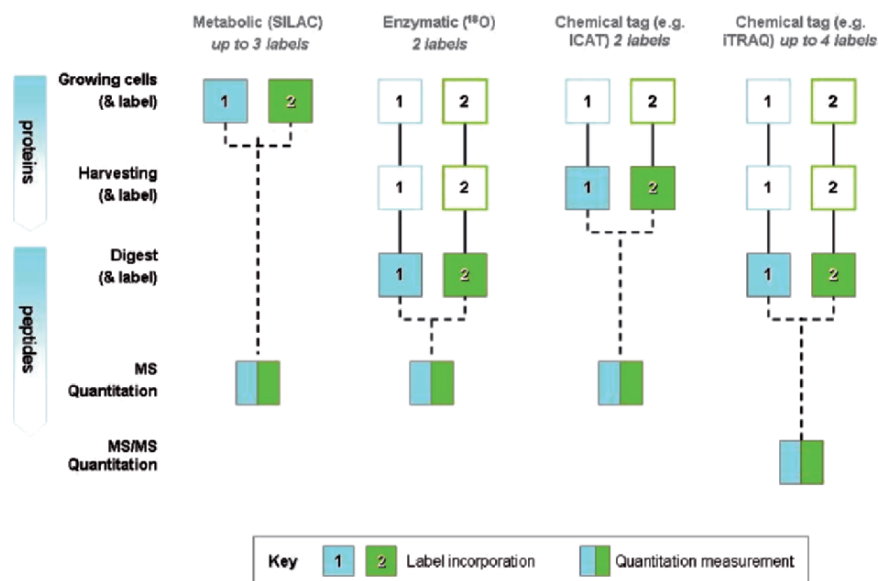 Metabolic (SILAC)
up to 3 labels
Enzymatic (¹⁸O)
2 labels
Chemical tag (e.g.
ICAT) 2 labels
Chemical tag (e.g.
iTRAQ) up to 4 labels
Growing cells
(& label)
1 2 1 2 1 2 1 2
proteins
Harvesting
(& label)
1 2 1 2 1 2
Digest
(& label)
1 2 1 2
peptides
MS
Quantitation
MS/MS
Quantitation
Key 1 2 Label incorporation Quantitation measurement